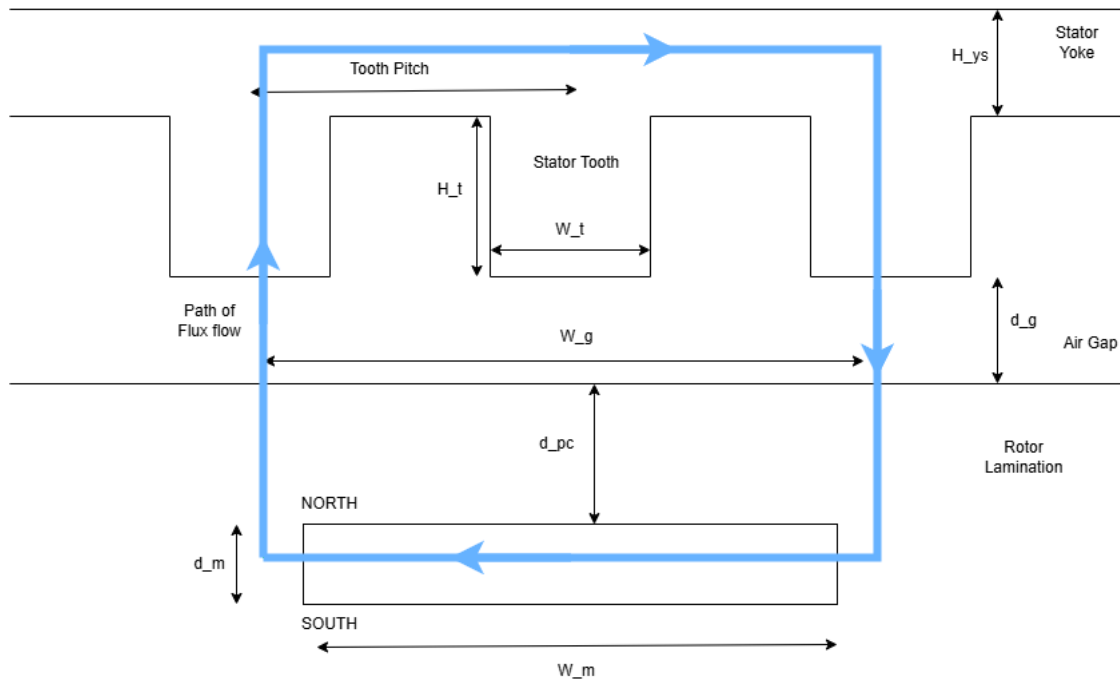 Stator
Yoke
H_ys
Tooth Pitch
Stator Tooth
H_t
W_t
Path of
Flux flow
d_g
W_g
Air Gap
d_pc
Rotor
Lamination
NORTH
d_m
SOUTH
W_m